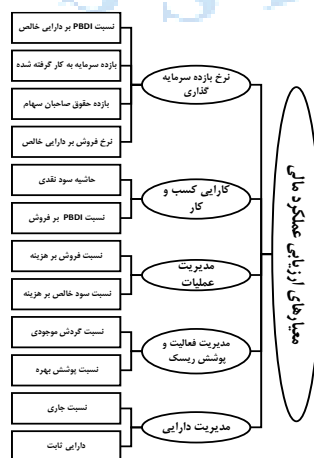 معیارهای ارزیابی عملکرد مالی
نرخ بازده سرمایه
گذاری
نسبت PBDI بر دارایی خالص
بازده سرمایه به کار گرفته شده
بازده حقوق صاحبان سهام
نرخ فروش بر دارایی خالص
کارایی کسب و
کار
حاشیه سود نقدی
نسبت PBDI بر فروش
مدیریت
عملیات
نسبت فروش بر هزینه
نسبت سود خالص بر هزینه
مدیریت فعالیت و
پوشش ریسک
نسبت گردش موجودی
نسبت پوشش بهره
مدیریت دارایی
نسبت جاری
دارایی ثابت